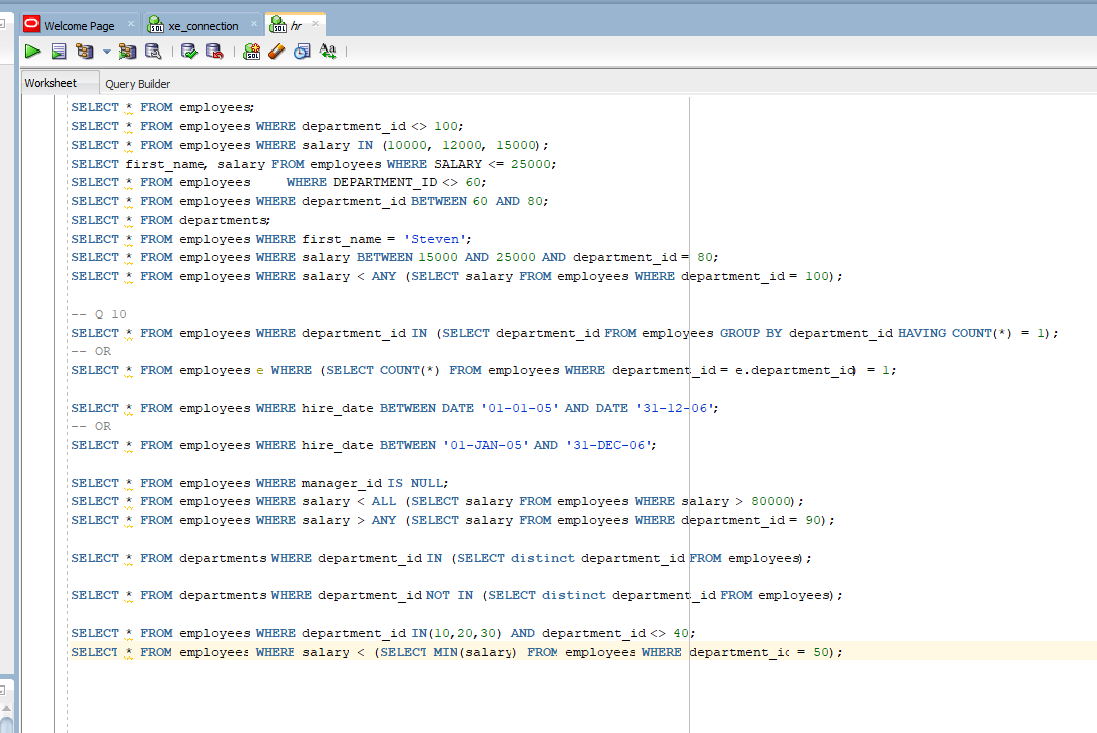 Welcome Page
xe_connection
hr
Worksheet
Query Builder
SELECT * FROM employees;
SELECT * FROM employees WHERE department_id <> 100;
SELECT * FROM employees WHERE salary IN (10000, 12000, 15000);
SELECT first_name, salary FROM employees WHERE SALARY <= 25000;
SELECT * FROM employees     WHERE DEPARTMENT_ID <> 60;
SELECT * FROM employees WHERE department_id BETWEEN 60 AND 80;
SELECT * FROM departments;
SELECT * FROM employees WHERE first_name = 'Steven';
SELECT * FROM employees WHERE salary BETWEEN 15000 AND 25000 AND department_id = 80;
SELECT * FROM employees WHERE salary < ANY (SELECT salary FROM employees WHERE department_id = 100);
-- Q 10
SELECT * FROM employees WHERE department_id IN (SELECT department_id FROM employees GROUP BY department_id HAVING COUNT(*) = 1);
-- OR
SELECT * FROM employees e WHERE (SELECT COUNT(*) FROM employees WHERE department_id = e.department_id) = 1;
SELECT * FROM employees WHERE hire_date BETWEEN DATE '01-01-05' AND DATE '31-12-06';
-- OR
SELECT * FROM employees WHERE hire_date BETWEEN '01-JAN-05' AND '31-DEC-06';
SELECT * FROM employees WHERE manager_id IS NULL;
SELECT * FROM employees WHERE salary < ALL (SELECT salary FROM employees WHERE salary > 80000);
SELECT * FROM employees WHERE salary > ANY (SELECT salary FROM employees WHERE department_id = 90);
SELECT * FROM departments WHERE department_id IN (SELECT distinct department_id FROM employees);
SELECT * FROM departments WHERE department_id NOT IN (SELECT distinct department_id FROM employees);
SELECT * FROM employees WHERE department_id IN(10,20,30) AND department_id <> 40;
SELECT * FROM employees WHERE salary < (SELECT MIN(salary) FROM employees WHERE department_id = 50);